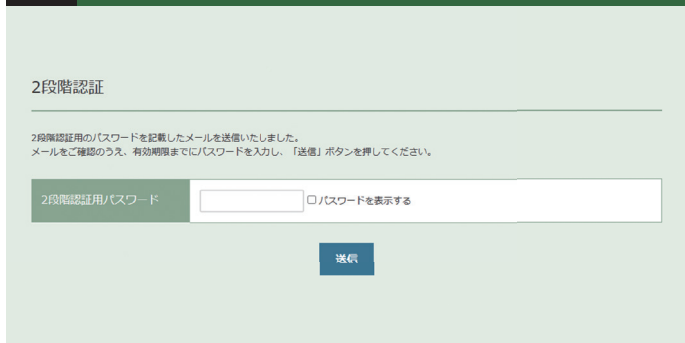 2段階認証
2段階認証用のパスワードを記載したメールを送信いたしました。
メールをご確認のうえ、有効期限までにパスワードを入力し、「送信」ボタンを押してください。
2段階認証用パスワード
パスワードを表示する
送信